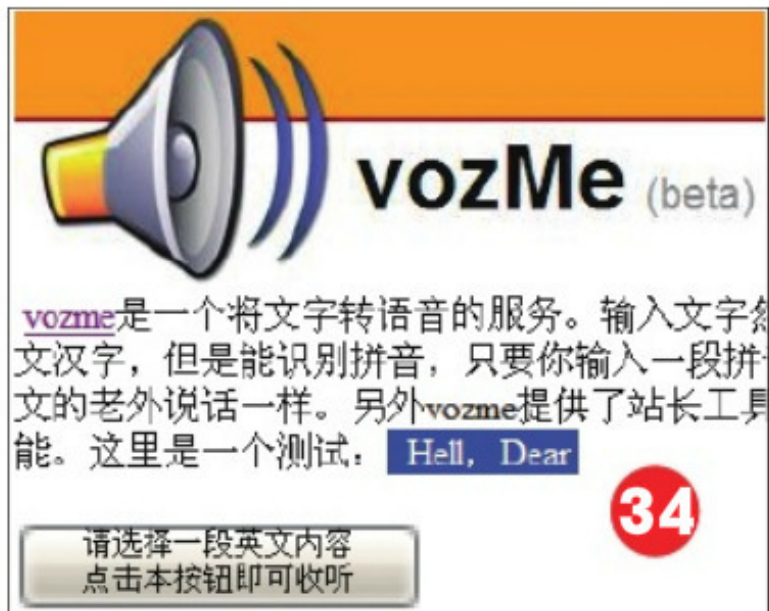 vozMe (beta)
vozme是一个将文字转语音的服务。输入文字
文汉字，但是能识别拼音，只要你输入一段拼
文的老外说话一样。另外vozme提供了站长工具
能。这里是一个测试： Hell，Dear
34
请选择一段英文内容
点击本按钮即可收听